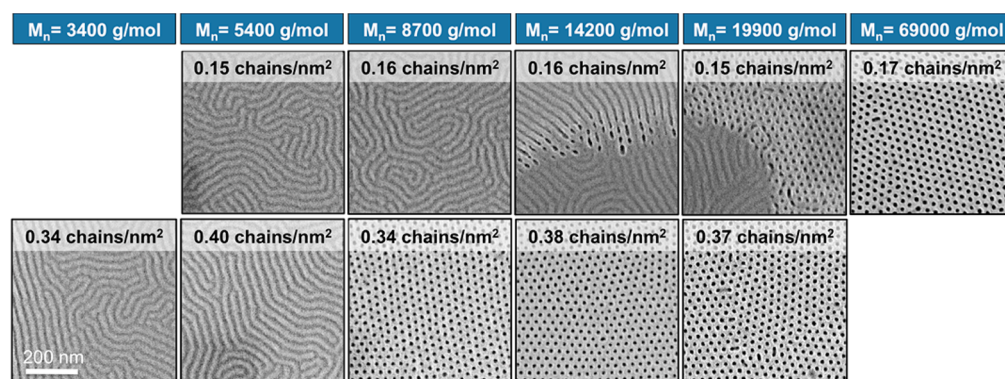 Mₙ= 3400 g/mol
Mₙ= 5400 g/mol
Mₙ= 8700 g/mol
Mₙ= 14200 g/mol
Mₙ= 19900 g/mol
Mₙ= 69000 g/mol
0.15 chains/nm²
0.16 chains/nm²
0.16 chains/nm²
0.15 chains/nm²
0.17 chains/nm²
0.34 chains/nm²
0.40 chains/nm²
0.34 chains/nm²
0.38 chains/nm²
0.37 chains/nm²
200 nm